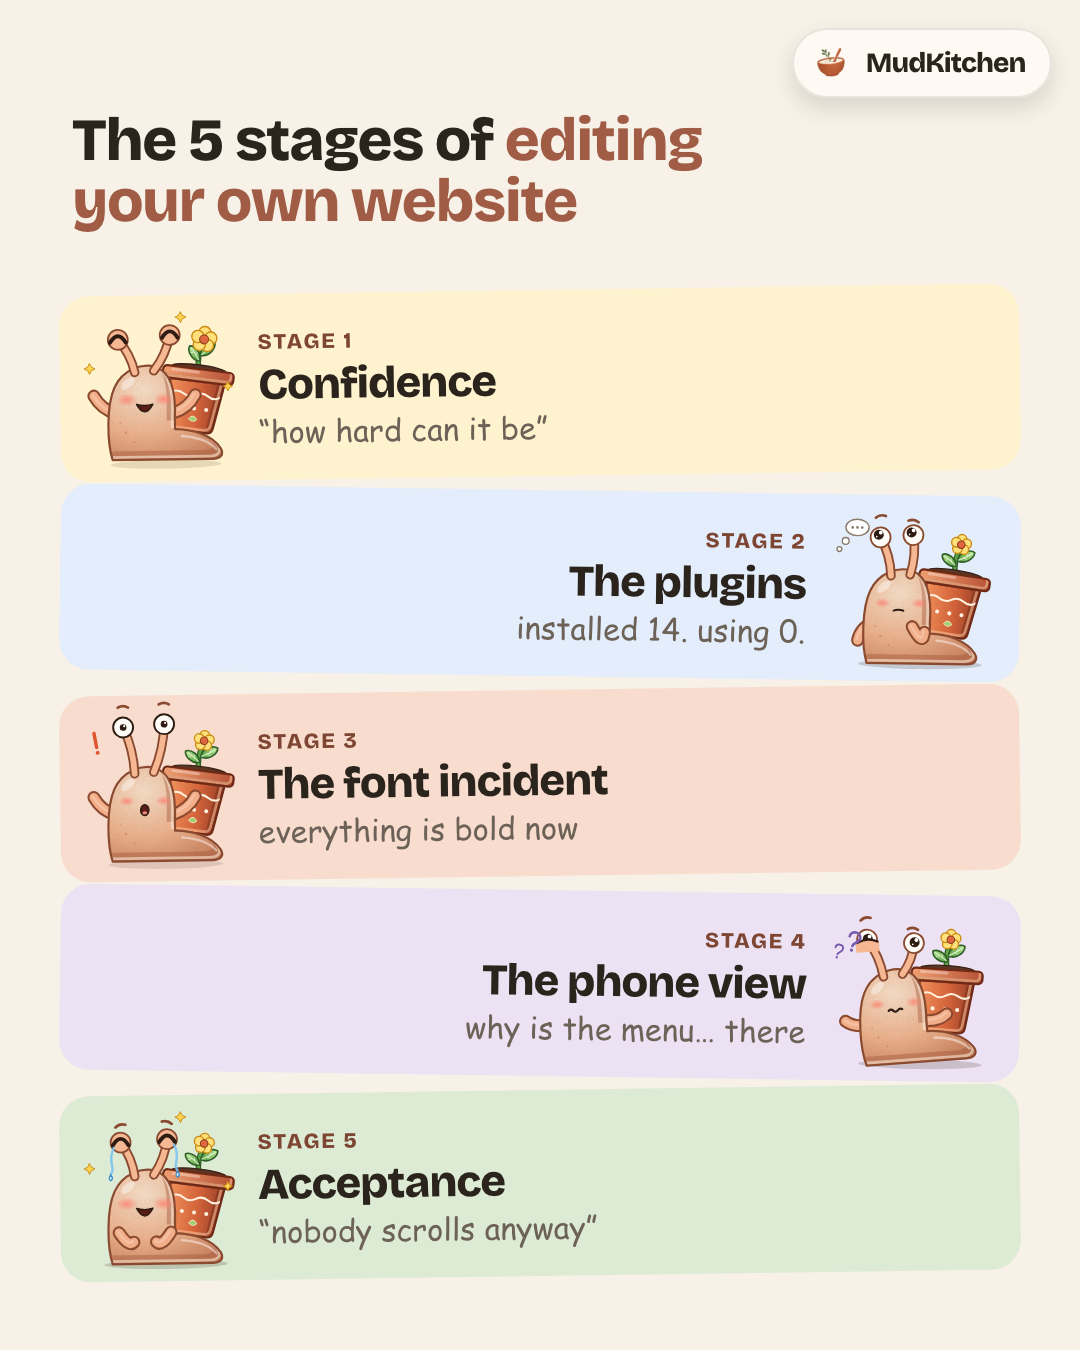 MudKitchen
The 5 stages of editing
your own website
STAGE 1
Confidence
“how hard can it be”
STAGE 2
The plugins
installed 14. using 0.
!
STAGE 3
The font incident
everything is bold now
? ?
STAGE 4
The phone view
why is the menu... there
STAGE 5
Acceptance
“nobody scrolls anyway”